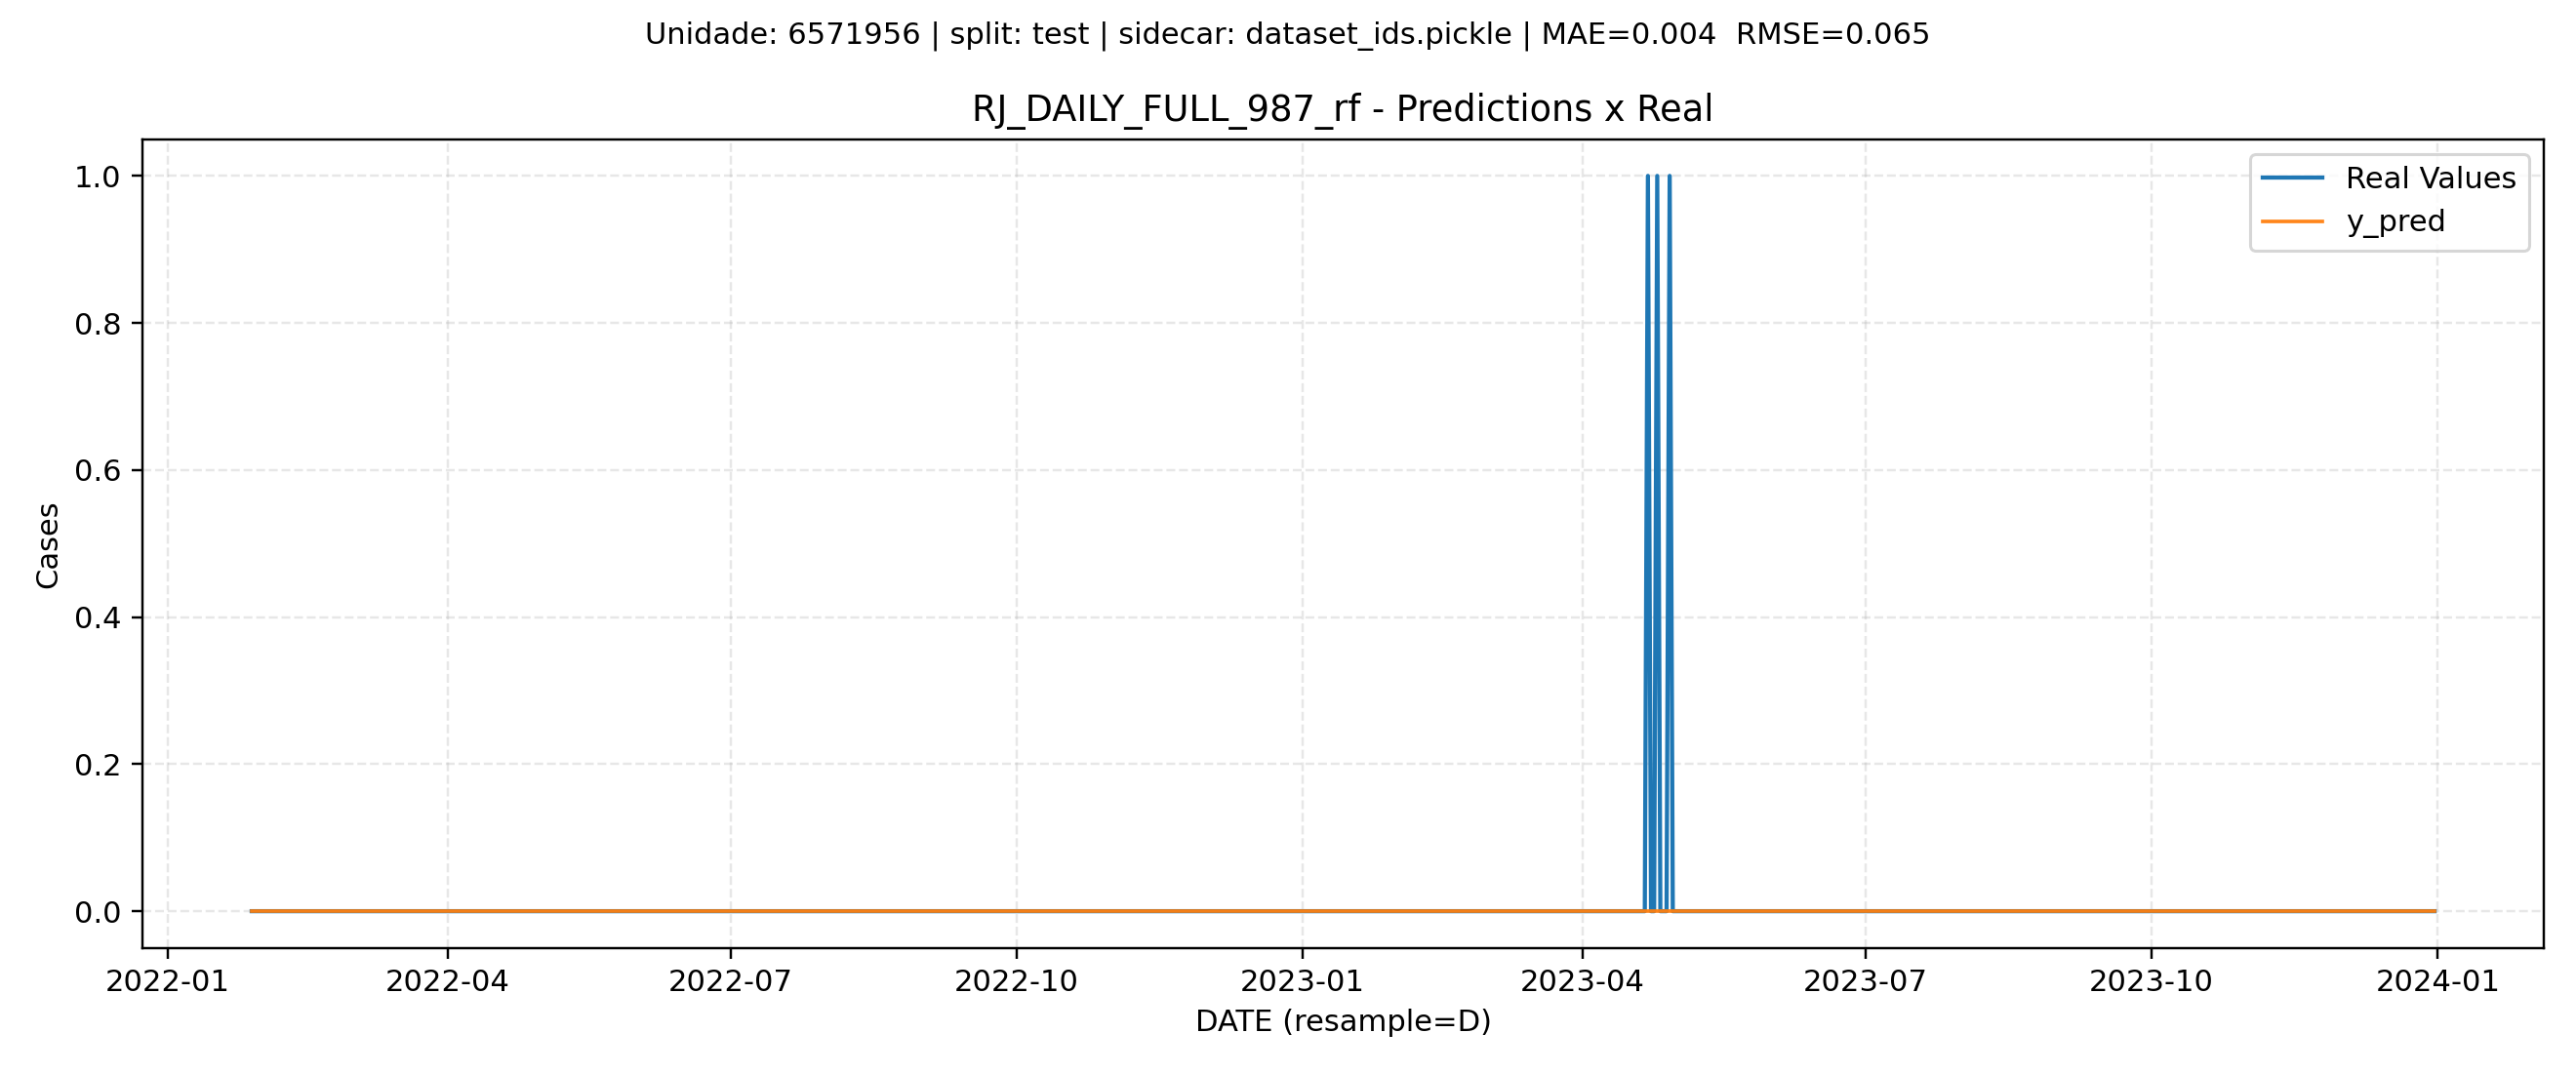 Unidade: 6571956 | split: test | sidecar: dataset_ids.pickle | MAE=0.004  RMSE=0.065
RJ_DAILY_FULL_987_rf - Predictions x Real
Real Values
y_pred
1.0
0.8
0.6
0.4
0.2
0.0
Cases
2022-01
2022-04
2022-07
2022-10
2023-01
2023-04
2023-07
2023-10
2024-01
DATE (resample=D)